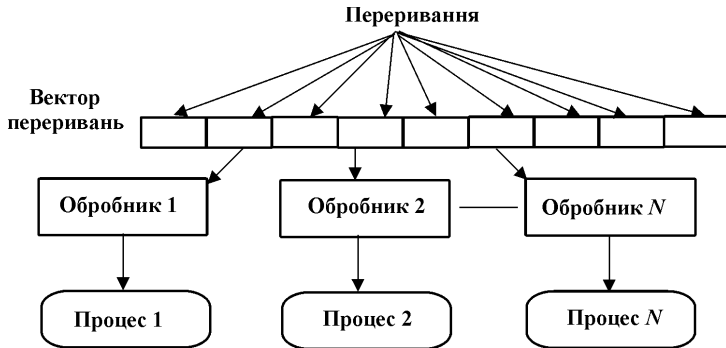 Переривання
Вектор
переривань
Обробник 1
Обробник 2
Обробник N
Процес 1
Процес 2
Процес N